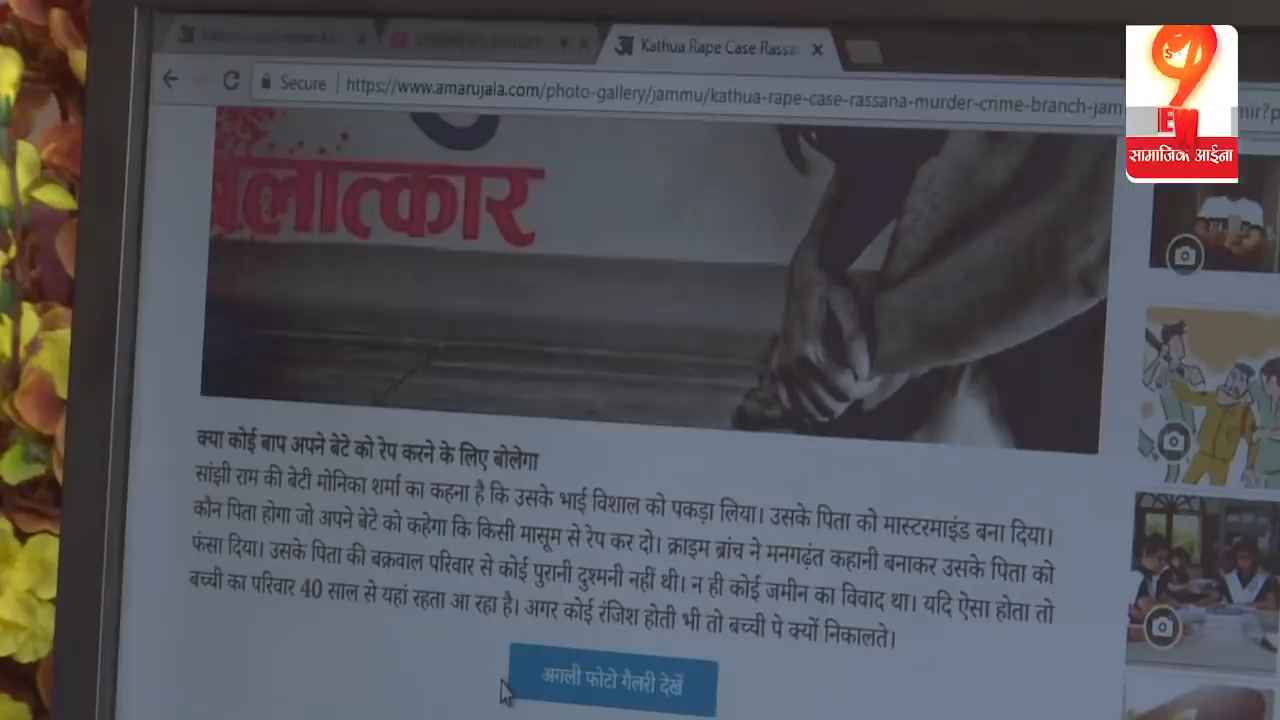 Kathua Rape Case Rassa
Secure
https://www.amarujala.com/photo-gallery/jammu/kathua-rape-case-rassana-murder-crime-branch-jam
9
सामाजिक आईना
बलात्कार
क्या कोई बाप अपने बेटे को रेप करने के लिए बोलेगा
सांझी राम की बेटी मोनिका शर्मा का कहना है कि उसके भाई विशाल को पकड़ा लिया। उसके पिता को मास्टरमाइंड बना दिया।
कौन पिता होगा जो अपने बेटे को कहेगा कि किसी मासूम से रेप कर दो। क्राइम ब्रांच ने मनगढ़ंत कहानी बनाकर उसके पिता को
फंसा दिया। उसके पिता की बक्रवाल परिवार से कोई पुरानी दुश्मनी नहीं थी। न ही कोई जमीन का विवाद था। यदि ऐसा होता तो
बच्ची का परिवार 40 साल से यहां रहता आ रहा है। अगर कोई रंजिश होती भी तो बच्ची पे क्यों निकालते।
अगली फोटो गैलरी देखें